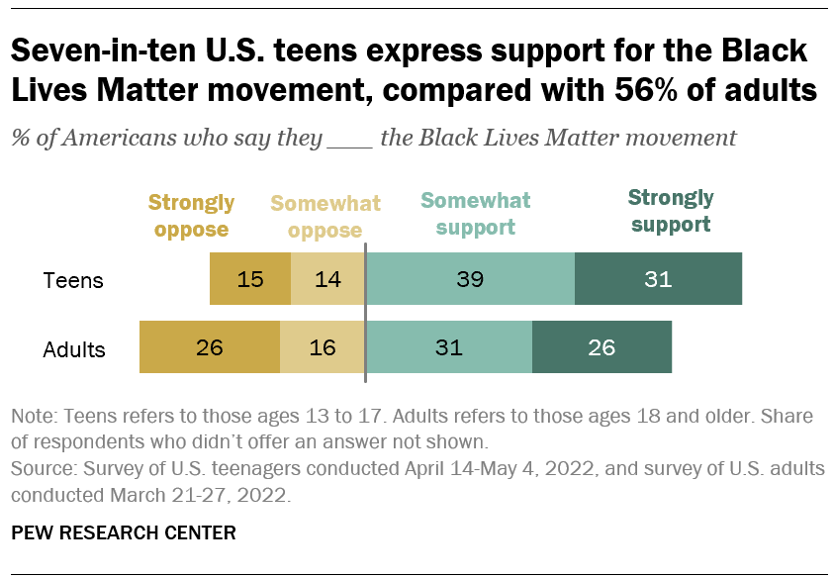 Seven-in-ten U.S. teens express support for the Black
Lives Matter movement, compared with 56% of adults
% of Americans who say they ___ the Black Lives Matter movement
Strongly oppose
Somewhat oppose
Somewhat support
Strongly support
Teens 15 14 39 31
Adults 26 16 31 26
Note: Teens refers to those ages 13 to 17. Adults refers to those ages 18 and older. Share
of respondents who didn’t offer an answer not shown.
Source: Survey of U.S. teenagers conducted April 14-May 4, 2022, and survey of U.S. adults
conducted March 21-27, 2022.
PEW RESEARCH CENTER